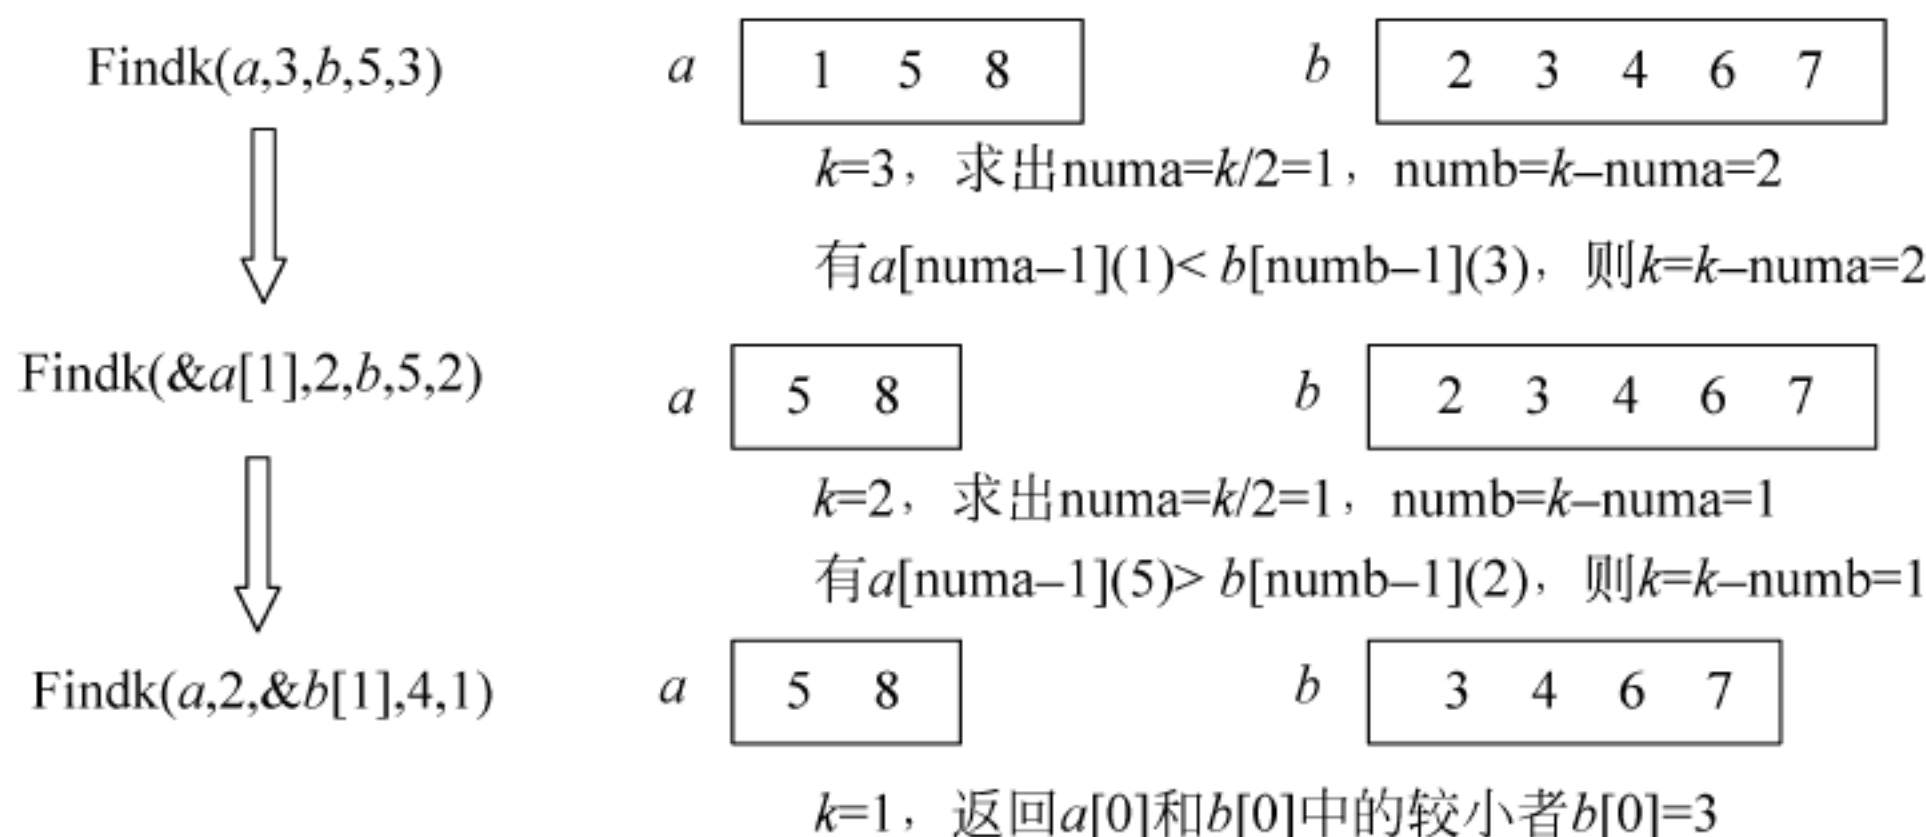 Findk(a,3,b,5,3) a 1 5 8 b 2 3 4 6 7
k=3，求出numa=k/2=1，numb=k–numa=2
有a[numa–1](1)< b[numb–1](3)，则k=k–numa=2
Findk(&a[1],2,b,5,2) a 5 8 b 2 3 4 6 7
k=2，求出numa=k/2=1，numb=k–numa=1
有a[numa–1](5)> b[numb–1](2)，则k=k–numb=1
Findk(a,2,&b[1],4,1) a 5 8 b 3 4 6 7
k=1，返回a[0]和b[0]中的较小者b[0]=3